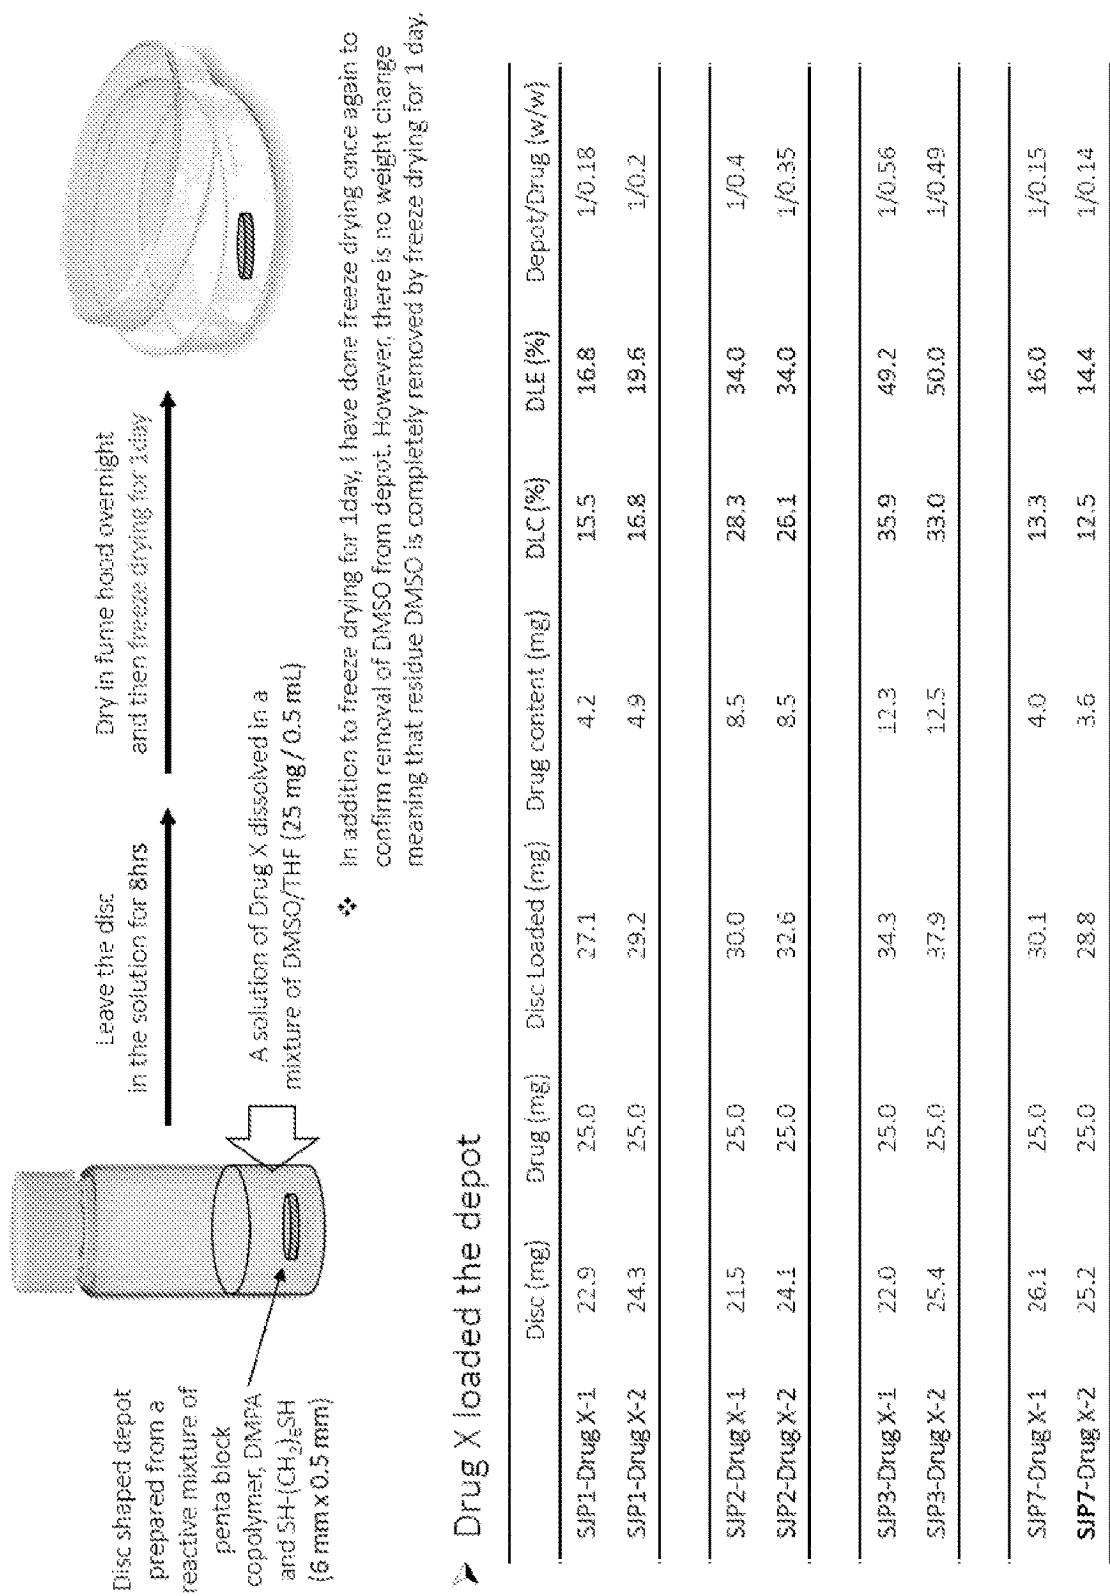 Disc shaped depot
prepared from a
reactive mixture of
penta block
copolymer, DMPA
and SH-(CH₂)₆SH
(6 mm x 0.5 mm)
Leave the disc
in the solution for 8hrs
A solution of Drug X dissolved in a
mixture of DMSO/THF (25 mg / 0.5 mL)
Dry in fume hood overnight
and then freeze drying for 1day
❖ In addition to freeze drying for 1day, I have done freeze drying once again to
confirm removal of DMSO from depot. However, there is no weight change
meaning that residue DMSO is completely removed by freeze drying for 1 day.
➤ Drug X loaded the depot
Disc (mg) Drug (mg) Disc Loaded (mg) Drug content (mg) DLC (%) DLE (%) Depot/Drug (w/w)
SJP1-Drug X-1 22.9 25.0 27.1 4.2 15.5 16.8 1/0.18
SJP1-Drug X-2 24.3 25.0 29.2 4.9 16.8 19.6 1/0.2
SJP2-Drug X-1 21.5 25.0 30.0 8.5 28.3 34.0 1/0.4
SJP2-Drug X-2 24.1 25.0 32.6 8.5 26.1 34.0 1/0.35
SJP3-Drug X-1 22.0 25.0 34.3 12.3 35.9 49.2 1/0.56
SJP3-Drug X-2 25.4 25.0 37.9 12.5 33.0 50.0 1/0.49
SJP7-Drug X-1 26.1 25.0 30.1 4.0 13.3 16.0 1/0.15
SJP7-Drug X-2 25.2 25.0 28.8 3.6 12.5 14.4 1/0.14